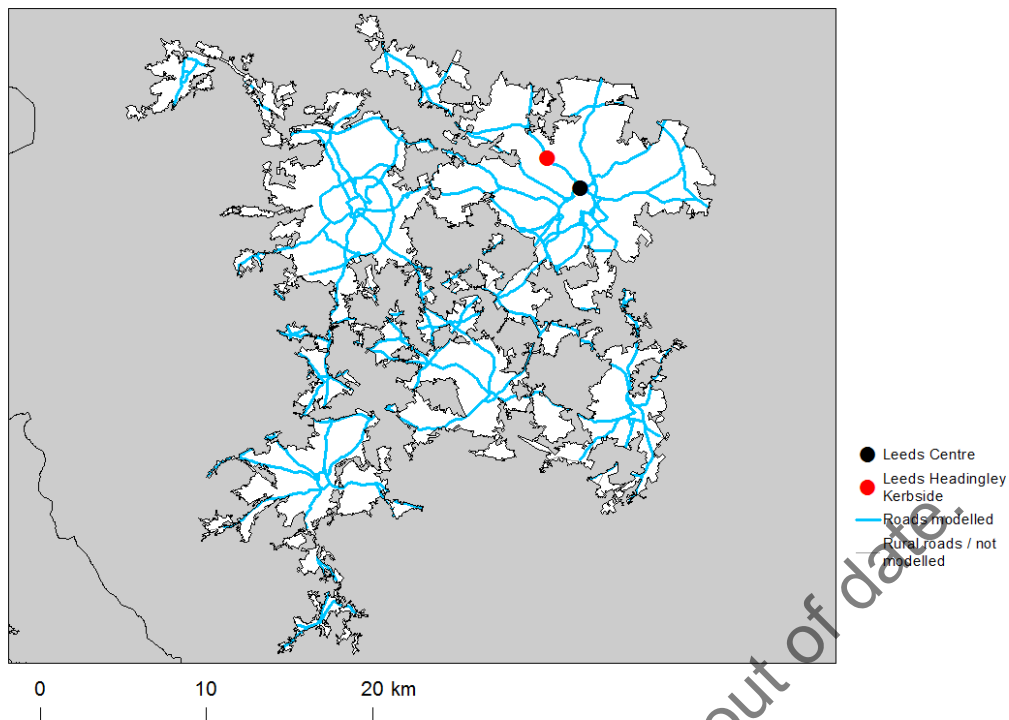 Leeds Centre
Leeds Headingley
Kerbside
Roads modelled
Rural roads / not
modelled
0 10 20 km
out of date.